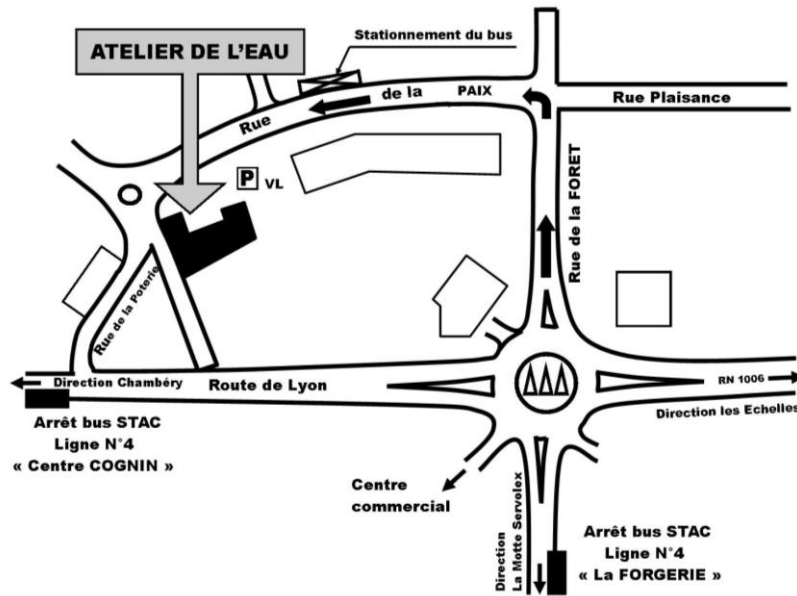 Stationnement du bus
ATELIER DE L'EAU
Rue de la PAIX
Rue Plaisance
P VL
Rue de la FORET
Rue de la Poterie
Direction Chambéry
Route de Lyon
RN 1006
Direction les Echelles
Arrêt bus STAC
Ligne N°4
« Centre COGNIN »
Centre
commercial
Direction
La Motte Servolex
Arrêt bus STAC
Ligne N°4
« La FORGERIE »